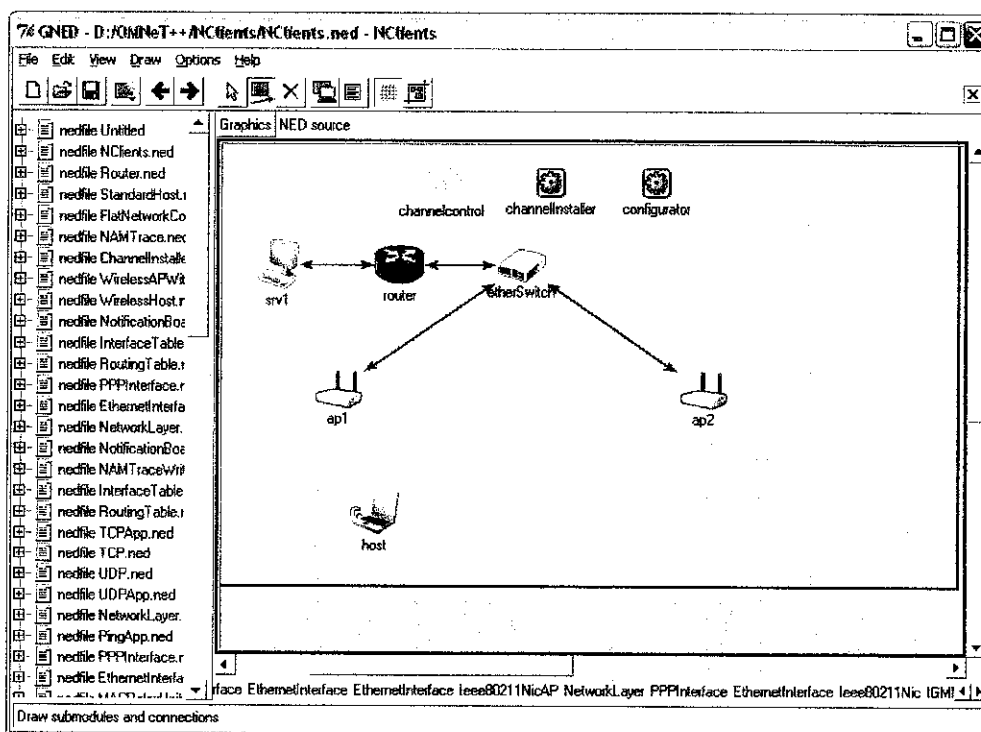 7% GNED - D:/OMNeT++/NClients/NClients.ned - NClients
File Edit View Draw Options Help
Graphics NED source
nedfile Untitled
nedfile NClients.ned
nedfile Router.ned
nedfile StandardHost.r
nedfile FlatNetworkCo
nedfile NAMTrace.ned
nedfile ChannelInstalle
nedfile WirelessAPWit
nedfile WirelessHost.r
nedfile NotificationBoa
nedfile InterfaceTable
nedfile RoutingTable.r
nedfile PPPInterface.r
nedfile EthernetInterfa
nedfile NetworkLayer.
nedfile NotificationBoa
nedfile NAMTraceWrit
nedfile InterfaceTable
nedfile RoutingTable.r
nedfile TCPApp.ned
nedfile TCP.ned
nedfile UDP.ned
nedfile UDPApp.ned
nedfile NetworkLayer.
nedfile PingApp.ned
nedfile PPPInterface.r
nedfile EthernetInterfa
channelcontrol channelInstaller configurator
srv1 router etherSwitch
ap1 ap2
host
rface EthernetInterface EthernetInterface Ieee80211NicAP NetworkLayer PPPInterface EthernetInterface Ieee80211Nic IGM
Draw submodules and connections